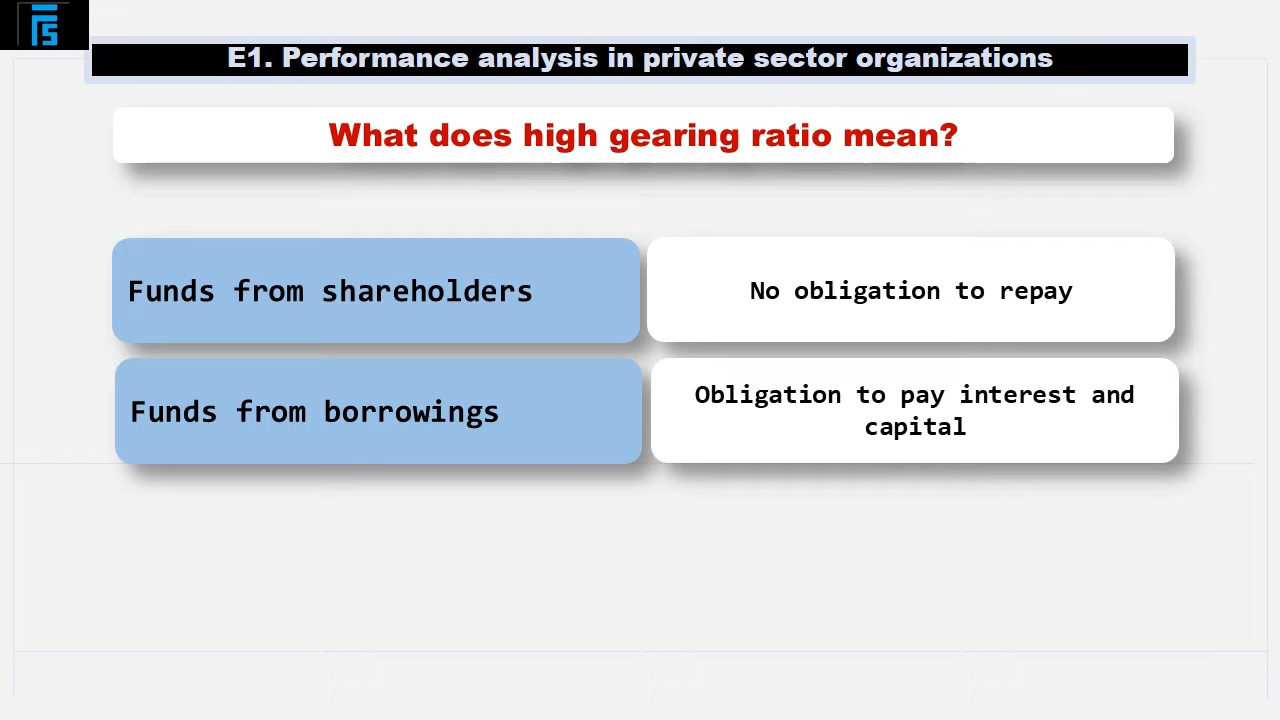 E1. Performance analysis in private sector organizations
What does high gearing ratio mean?
Funds from shareholders
No obligation to repay
Funds from borrowings
Obligation to pay interest and
capital